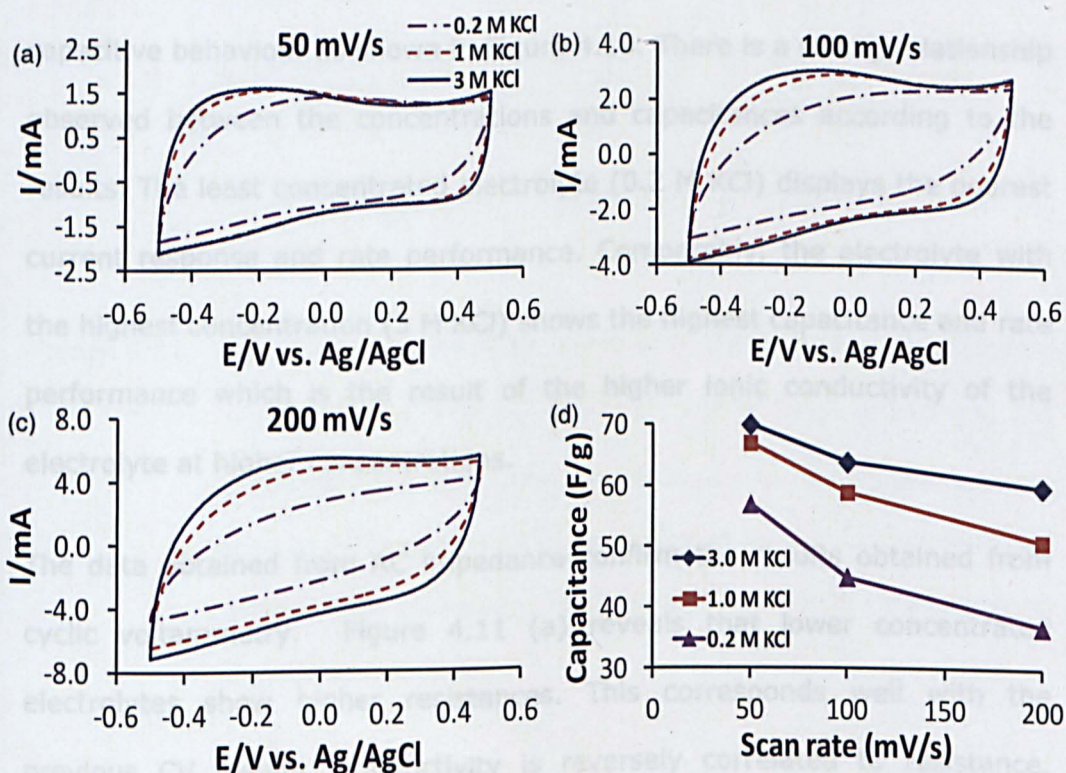 0.2 M KCl
1 M KCl
3 M KCl
(a)
50 mV/s
2.5
1.5
0.5
0.5
1.5
-2.5
I/mA
-0.6 -0.4 -0.2 0.0 0.2 0.4 0.6
E/V vs. Ag/AgCl
(b)
100 mV/s
4.0
2.0
0.0
-2.0
-4.0
I/mA
-0.6 -0.4 -0.2 0.0 0.2 0.4 0.6
E/V vs. Ag/AgCl
(c)
200 mV/s
8.0
4.0
0.0
-4.0
-8.0
I/mA
-0.6 -0.4 -0.2 0.0 0.2 0.4 0.6
E/V vs. Ag/AgCl
(d)
70
60
50
40
30
Capacitance (F/g)
3.0 M KCl
1.0 M KCl
0.2 M KCl
0 50 100 150 200
Scan rate (mV/s)
There is a relationship
observed between the concentrations and capacitances according to the
The least concentrated electrolyte (0.2 M KCl) displays the
current response and rate performance. the electrolyte with
the highest concentration (3 M KCl) shows the highest capacitance and rate
performance which is the result of the higher ionic conductivity of the
electrolyte at higher
The data obtained from AC impedance obtained from
cyclic voltammetry. Figure 4.11 (a) reveals that lower concentrated
electrolytes show higher resistances. This corresponds well with the
previous is reversely correlated